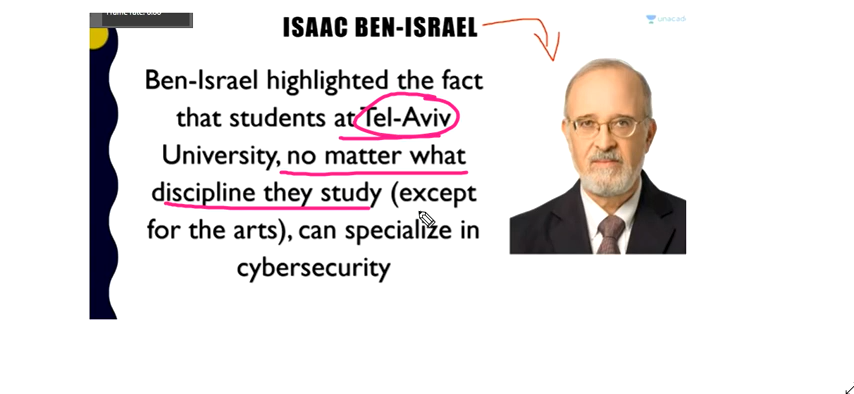 ISAAC BEN-ISRAEL
Ben-Israel highlighted the fact
that students at Tel-Aviv
University, no matter what
discipline they study (except
for the arts), can specialize in
cybersecurity